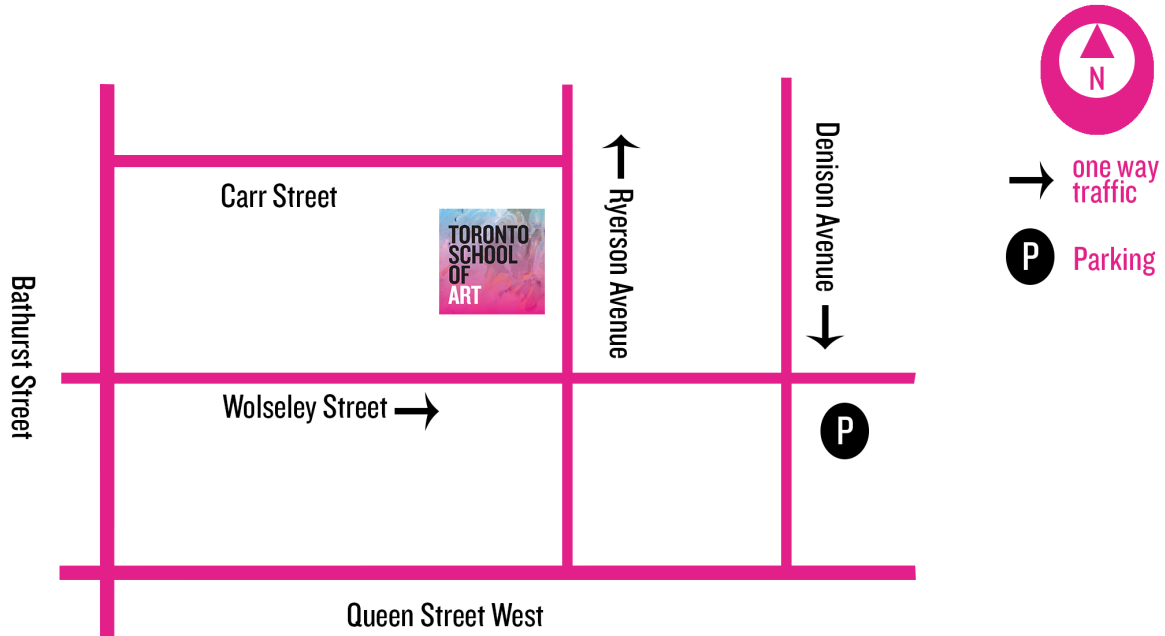 N
one way
traffic
P
Parking
Carr Street
TORONTO
SCHOOL
OF
ART
Ryerson Avenue
Denison Avenue
Bathurst Street
Wolseley Street
P
Queen Street West